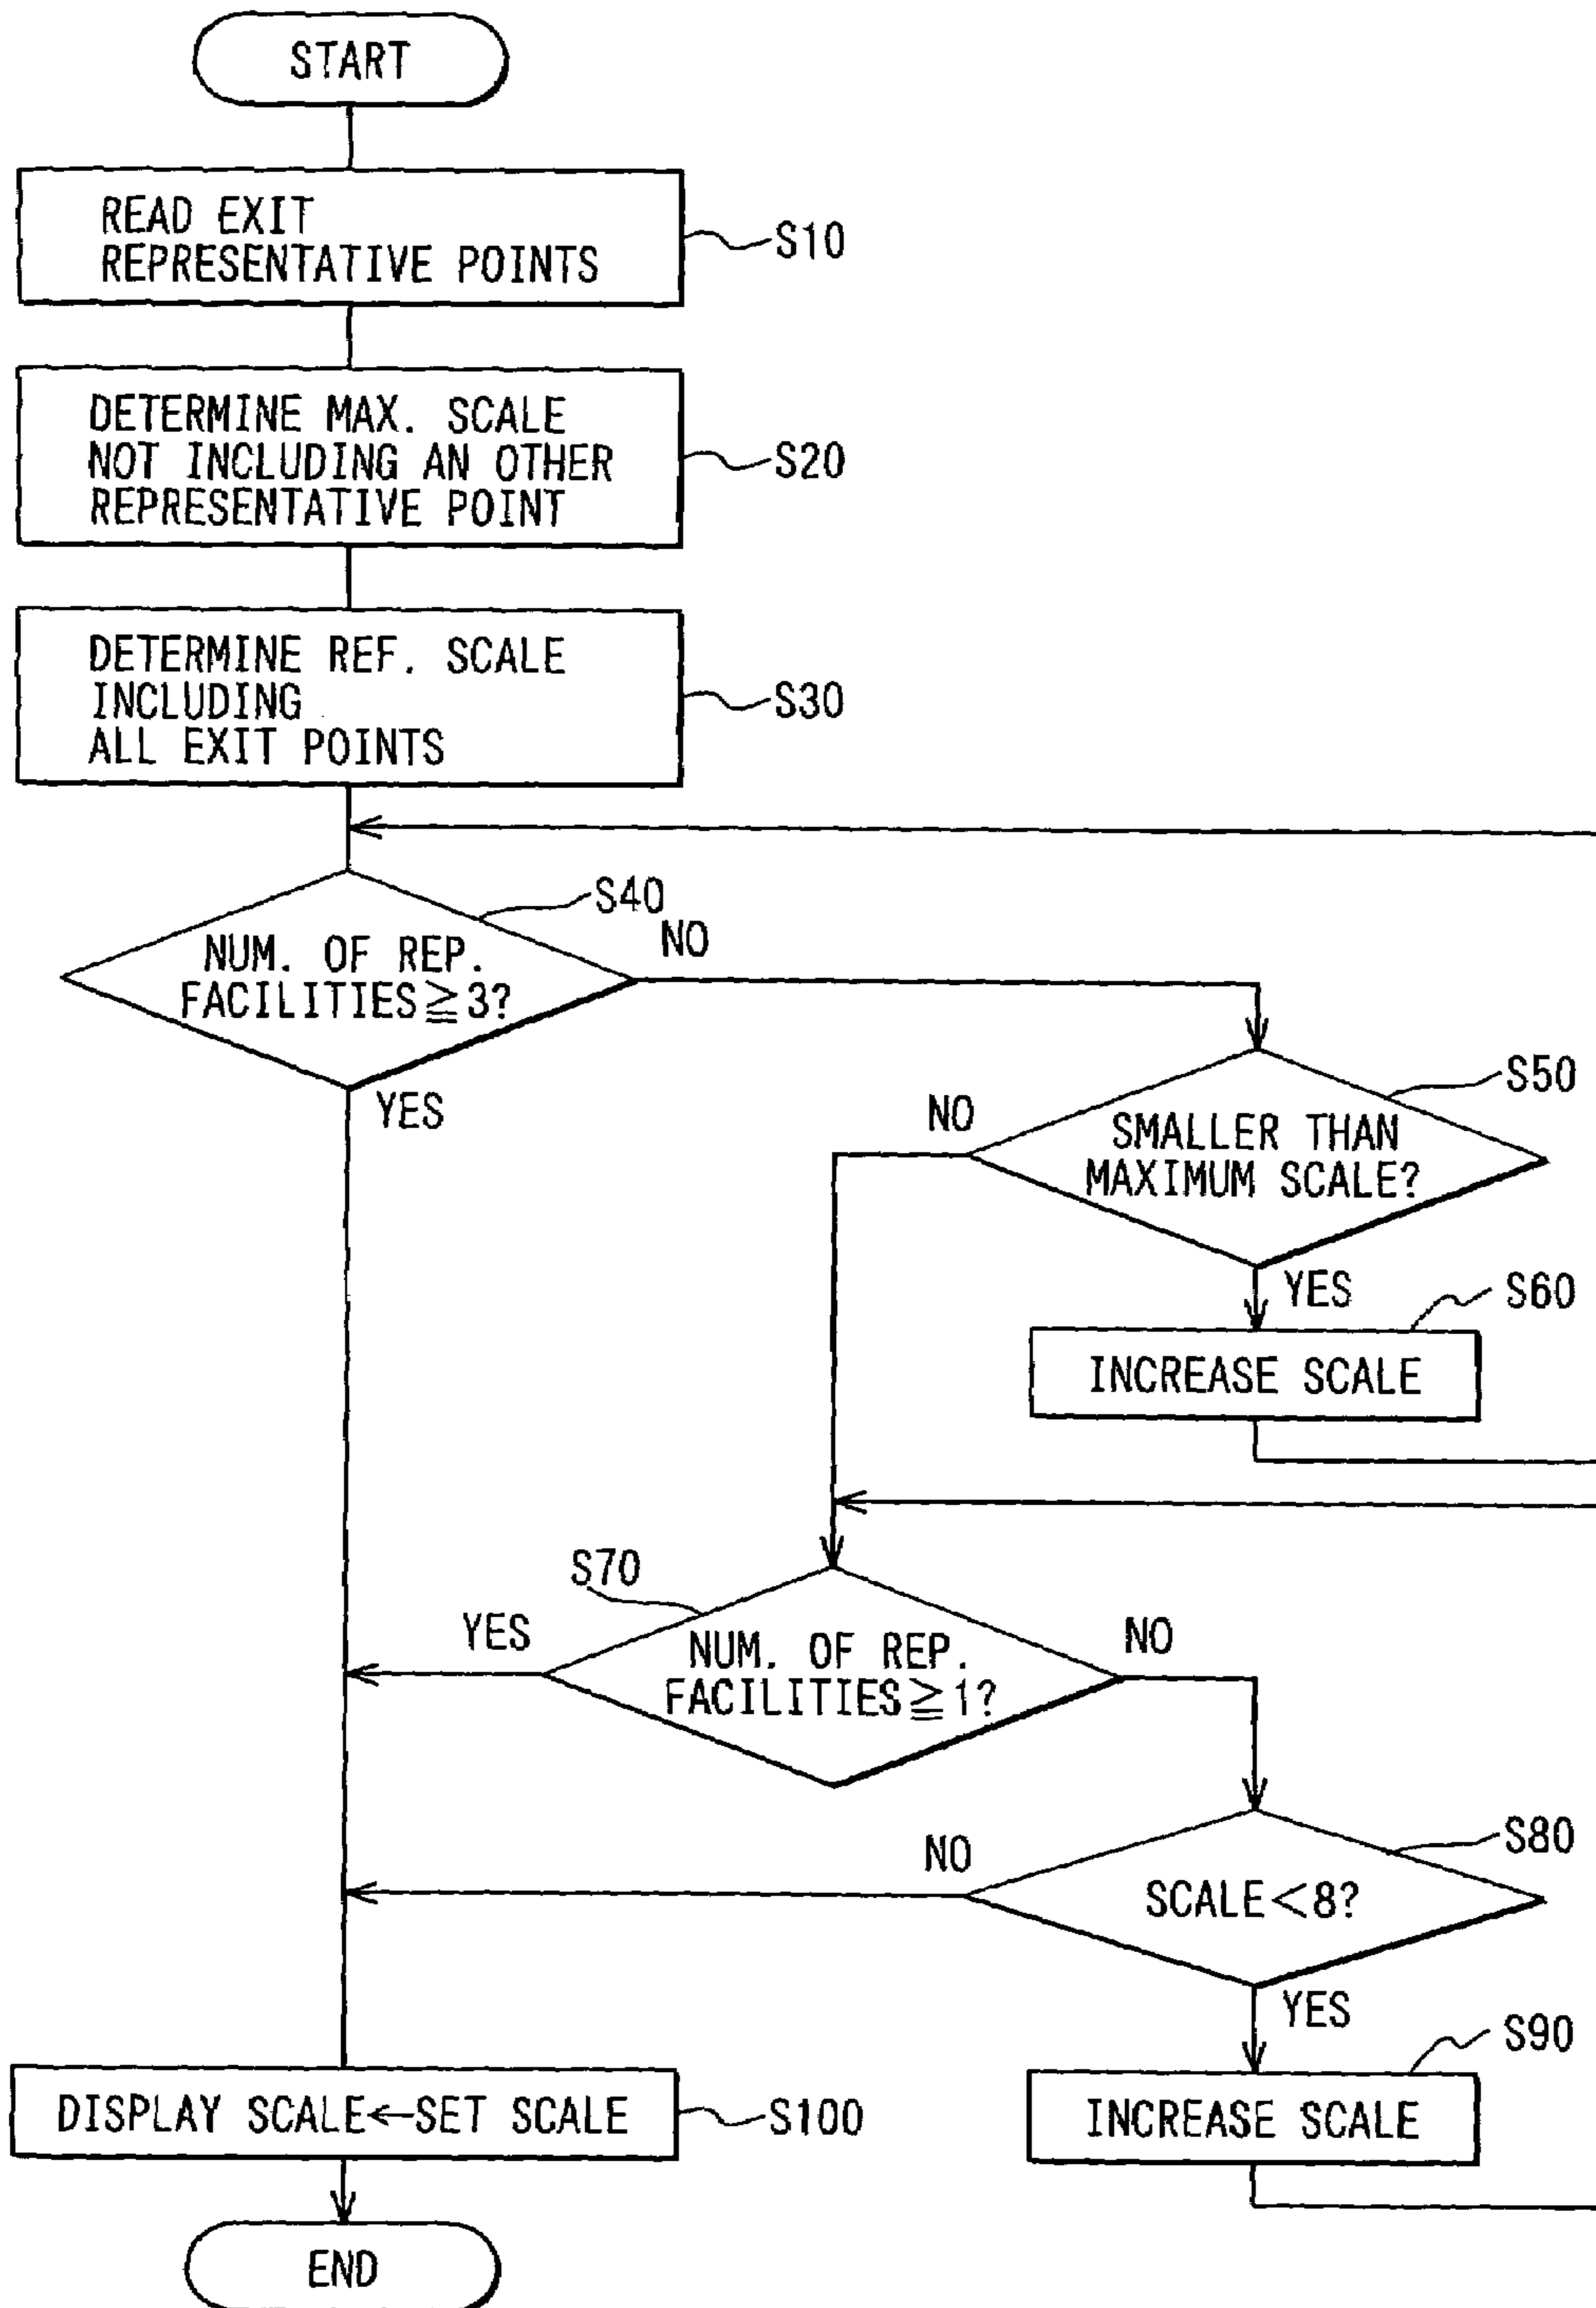 START
READ EXIT
REPRESENTATIVE POINTS
S10
DETERMINE MAX. SCALE
NOT INCLUDING AN OTHER
REPRESENTATIVE POINT
S20
DETERMINE REF. SCALE
INCLUDING
ALL EXIT POINTS
S30
S40
NUM. OF REP.
FACILITIES≧3?
NO
YES
S50
SMALLER THAN
MAXIMUM SCALE?
NO
YES
S60
INCREASE SCALE
S70
NUM. OF REP.
FACILITIES≧1?
YES
NO
S80
SCALE<8?
NO
YES
S90
INCREASE SCALE
DISPLAY SCALE←SET SCALE
S100
END